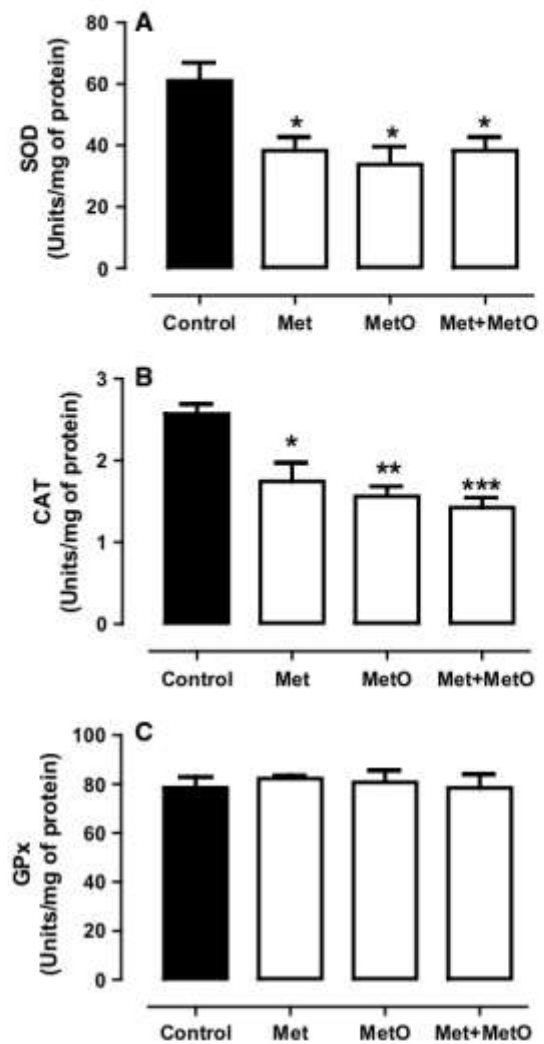 A
SOD
(Units/mg of protein)
80
60
40
20
0
*
*
*
Control Met MetO Met+MetO
B
CAT
(Units/mg of protein)
3
2
1
0
*
**
***
Control Met MetO Met+MetO
C
GPx
(Units/mg of protein)
100
80
60
40
20
0
Control Met MetO Met+MetO